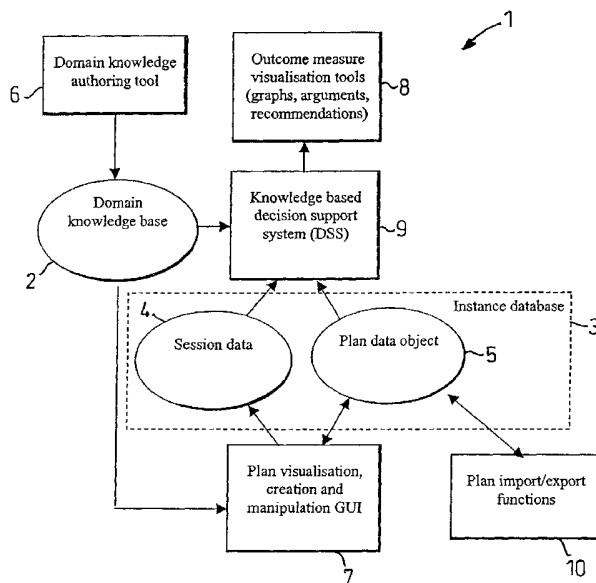 1
Domain knowledge
authoring tool
6
Outcome measure
visualisation tools
(graphs, arguments,
recommendations)
8
Domain
knowledge base
2
Knowledge based
decision support
system (DSS)
9
Instance database
3
4
Session data
Plan data object
5
Plan visualisation,
creation and
manipulation GUI
7
Plan import/export
functions
10